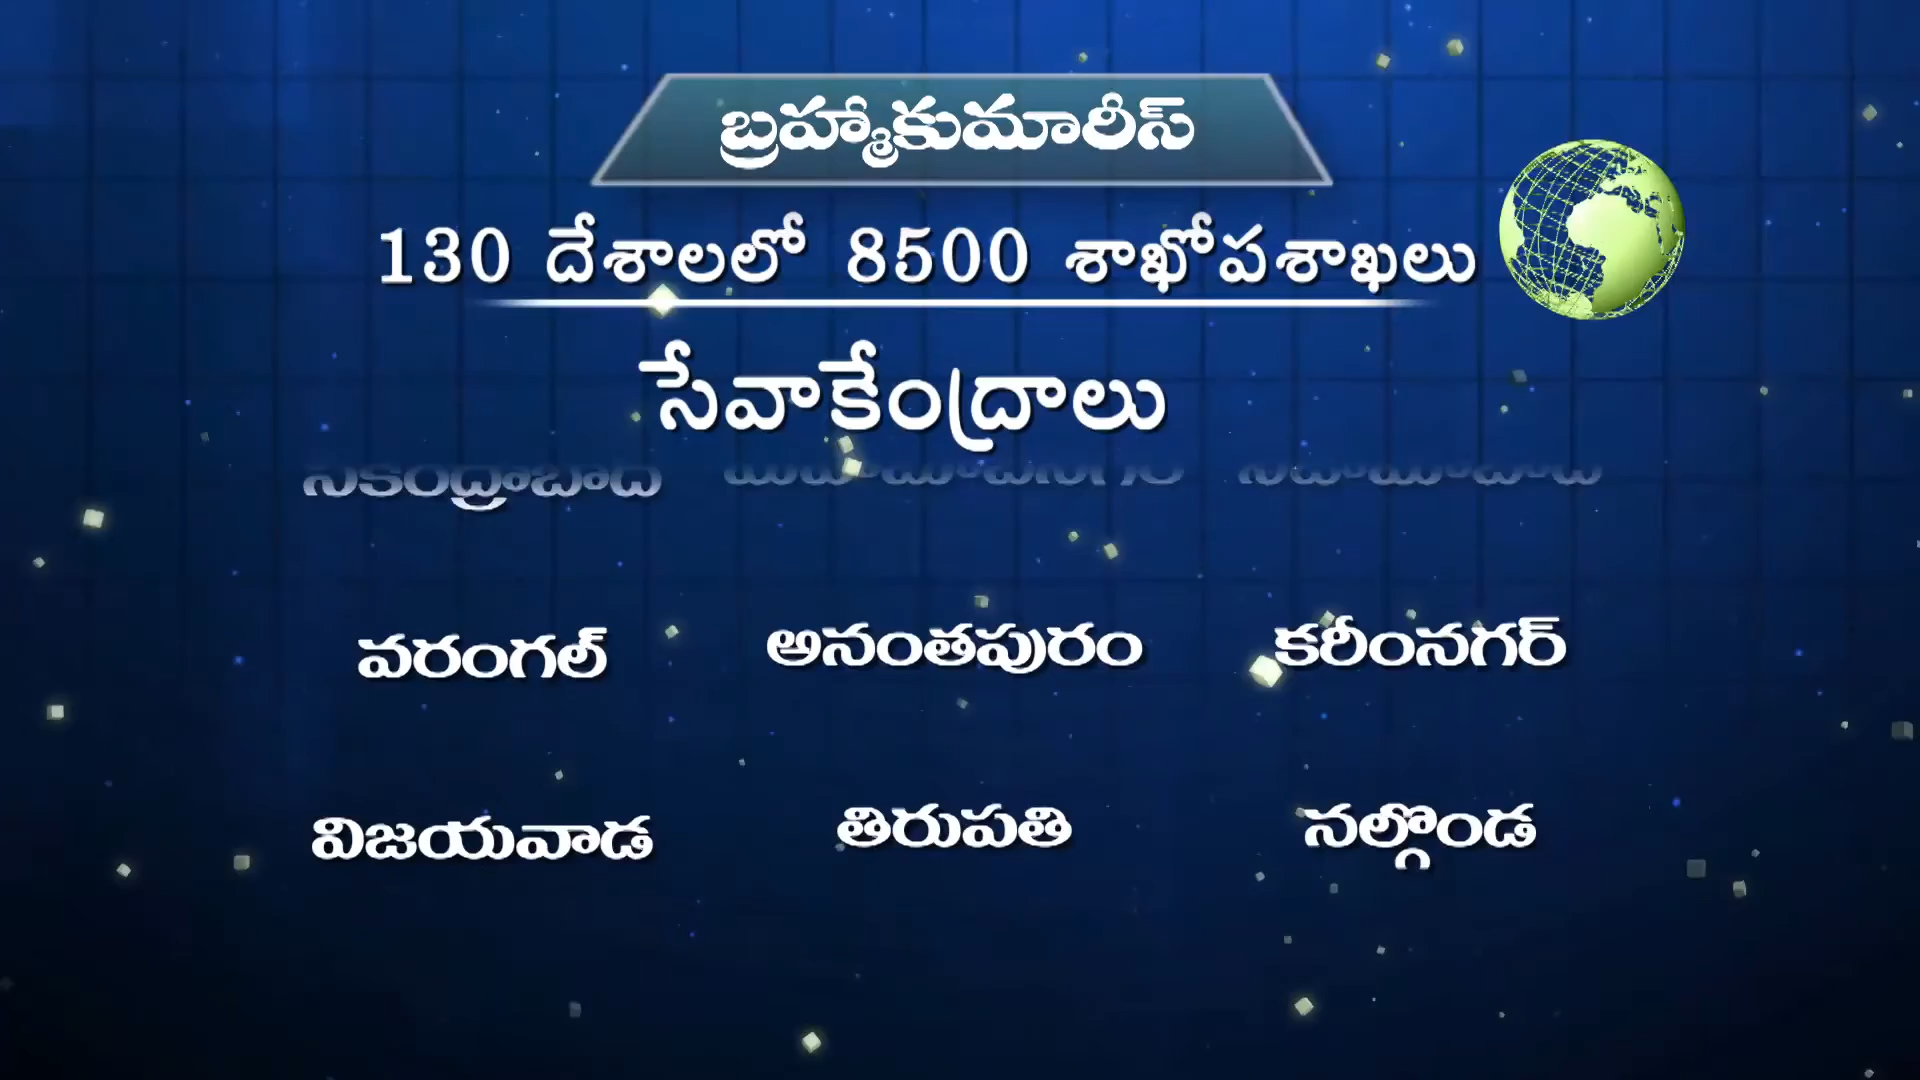 బ్రహ్మాకుమారీస్
130 దేశాలలో 8500 శాఖోపశాఖలు
సేవాకేంద్రాలు
సికింద్రాబాద్
వరంగల్ అనంతపురం కరీంనగర్
విజయవాడ తిరుపతి నల్గొండ